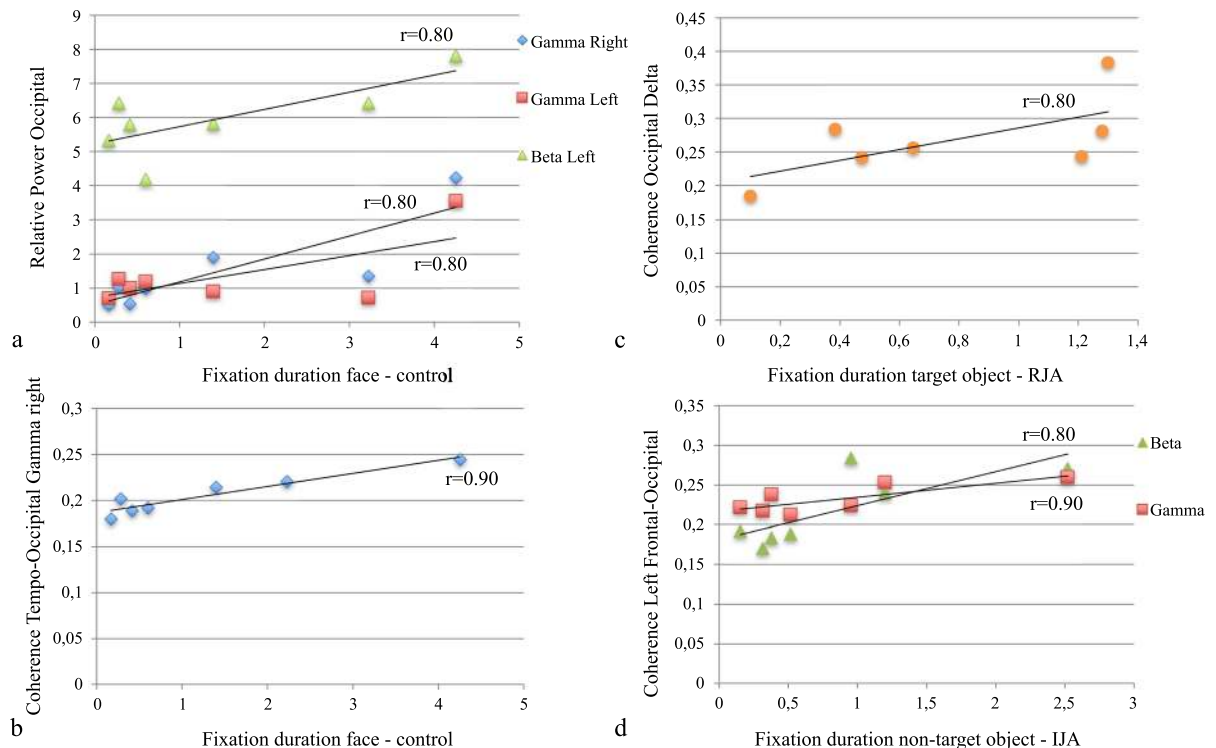 9
8
7
6
5
4
3
2
1
0
0 1 2 3 4 5
Relative Power Occipital
r=0.80
r=0.80
r=0.80
Gamma Right
Gamma Left
Beta Left
a
Fixation duration face - control
0,45
0,4
0,35
0,3
0,25
0,2
0,15
0,1
0,05
0
0 0,2 0,4 0,6 0,8 1 1,2 1,4
Coherence Occipital Delta
r=0.80
c
Fixation duration target object - RJA
0,3
0,25
0,2
0,15
0,1
0,05
0
0 1 2 3 4 5
Coherence Tempo-Occipital Gamma right
r=0.90
b
Fixation duration face - control
0,35
0,3
0,25
0,2
0,15
0,1
0,05
0
0 0,5 1 1,5 2 2,5 3
Coherence Left Frontal-Occipital
r=0.80
r=0.90
Beta
Gamma
d
Fixation duration non-target object - IJA